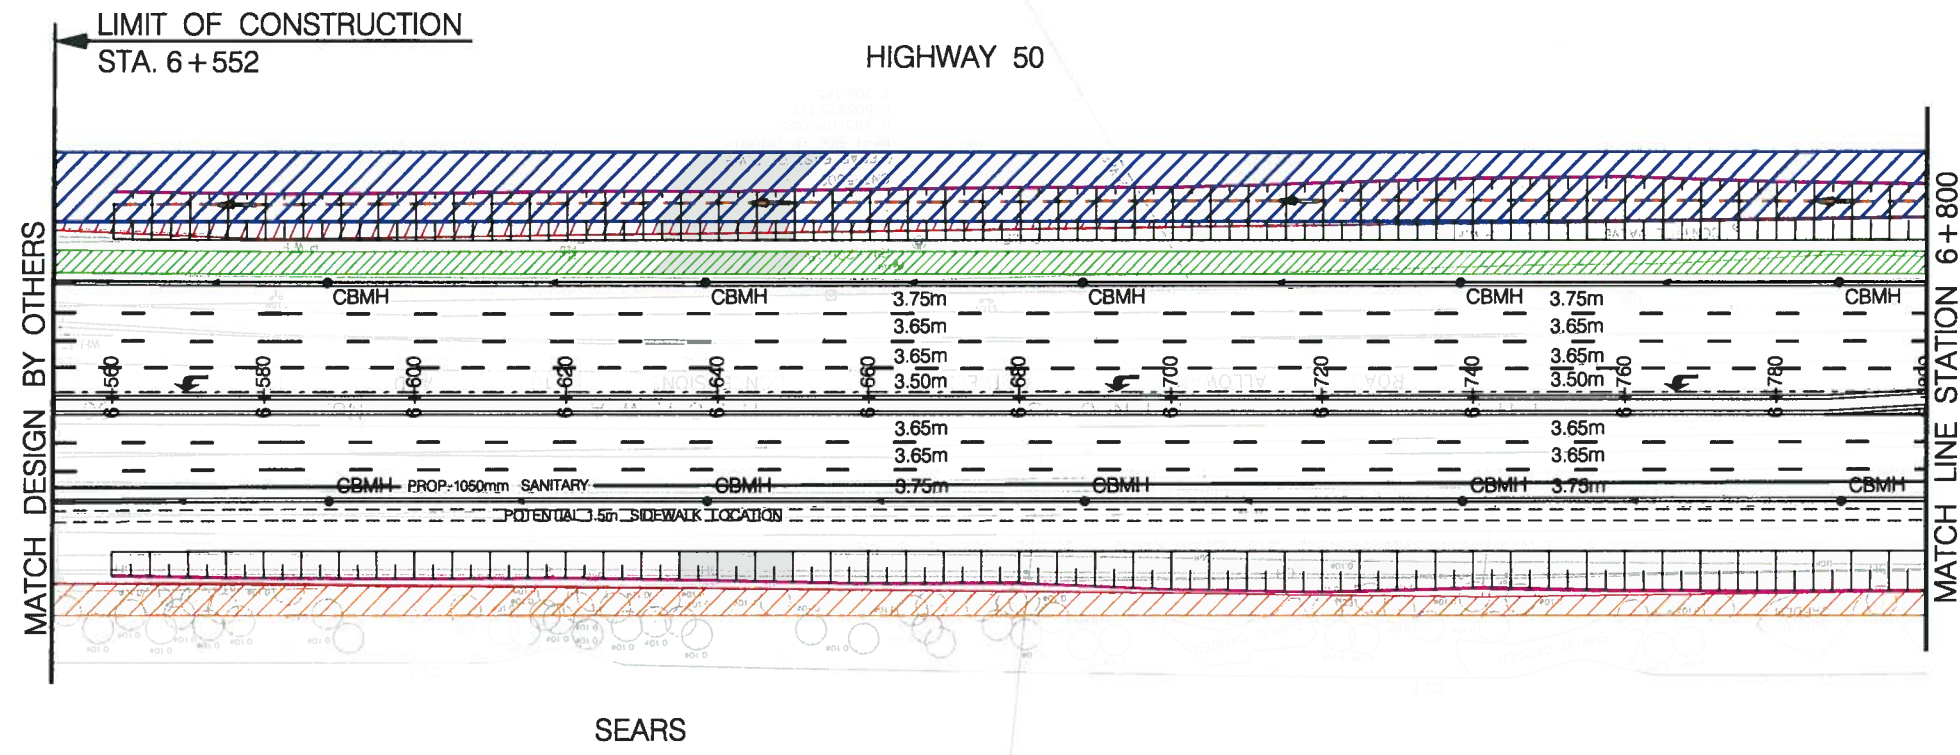 LIMIT OF CONSTRUCTION
STA. 6+552
HIGHWAY 50
MATCH DESIGN BY OTHERS
CBMH
CBMH
CBMH
CBMH
CBMH
3.75m
3.75m
3.65m
3.65m
3.65m
3.65m
3.50m
3.50m
6+560
6+580
6+600
6+620
6+640
6+660
6+680
6+700
6+720
6+740
6+760
6+780
3.65m
3.65m
3.65m
3.65m
CBMH PROP. 1050mm SANITARY
CBMH
3.75m
CBMH
CBMH
3.75m
CBMH
POTENTIAL 1.5m SIDEWALK LOCATION
MATCH LINE STATION 6+800
SEARS